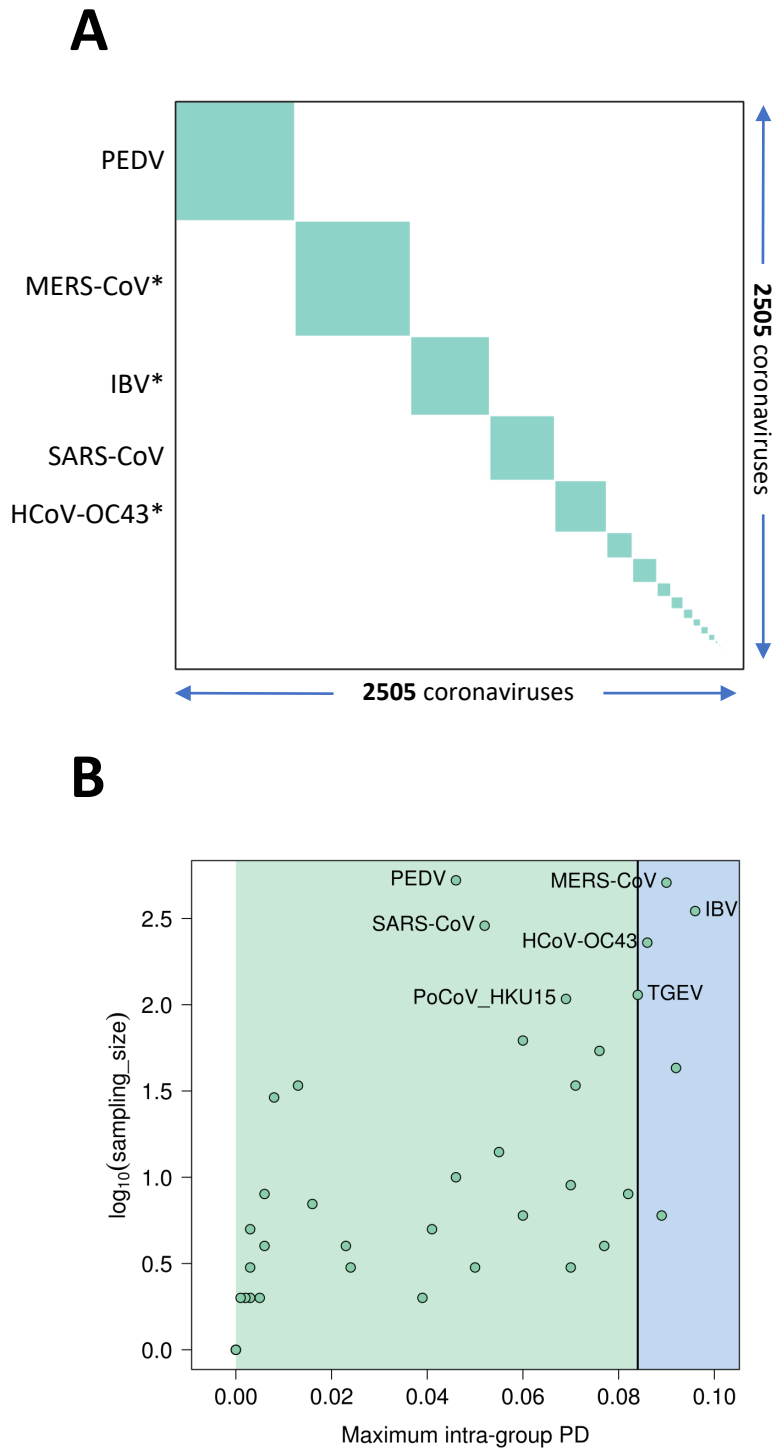 A
PEDV
MERS-CoV*
IBV*
SARS-CoV
HCoV-OC43*
2505 coronaviruses
2505 coronaviruses
B
PEDV
MERS-CoV
IBV
SARS-CoV
HCoV-OC43
PoCoV_HKU15
TGEV
log10(sampling_size)
2.5
2.0
1.5
1.0
0.5
0.0
0.00 0.02 0.04 0.06 0.08 0.10
Maximum intra-group PD